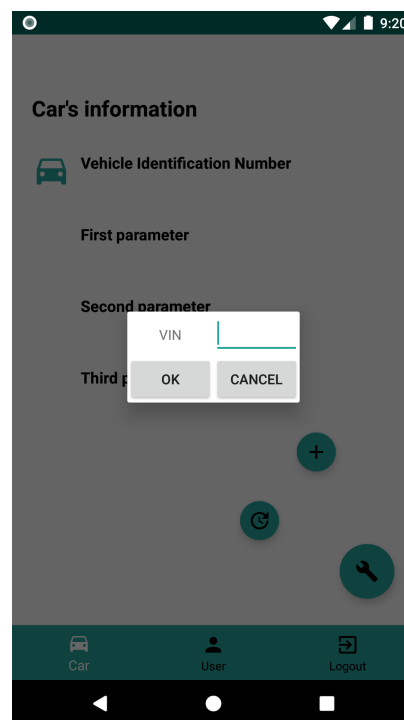 9:20
Car's information
Vehicle Identification Number
First parameter
Second parameter
VIN
Third p
OK CANCEL
Car User Logout